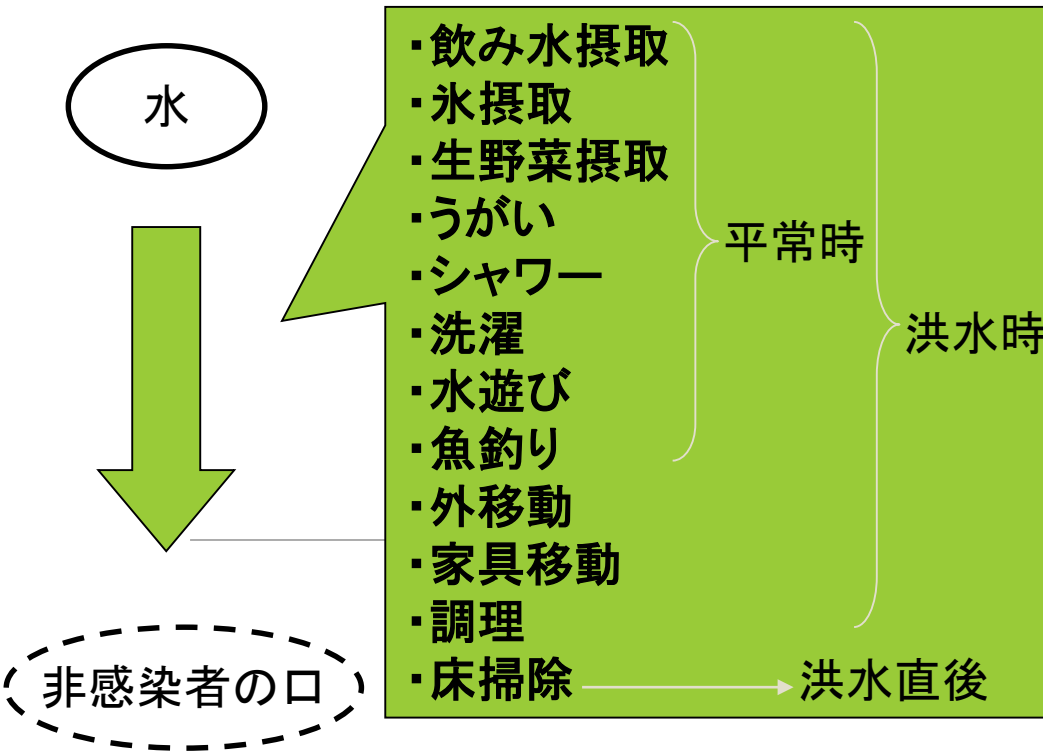 水
・飲み水摂取
・氷摂取
・生野菜摂取
・うがい
・シャワー
・洗濯
・水遊び
・魚釣り
・外移動
・家具移動
・調理
・床掃除
平常時
洪水時
洪水直後
非感染者の口